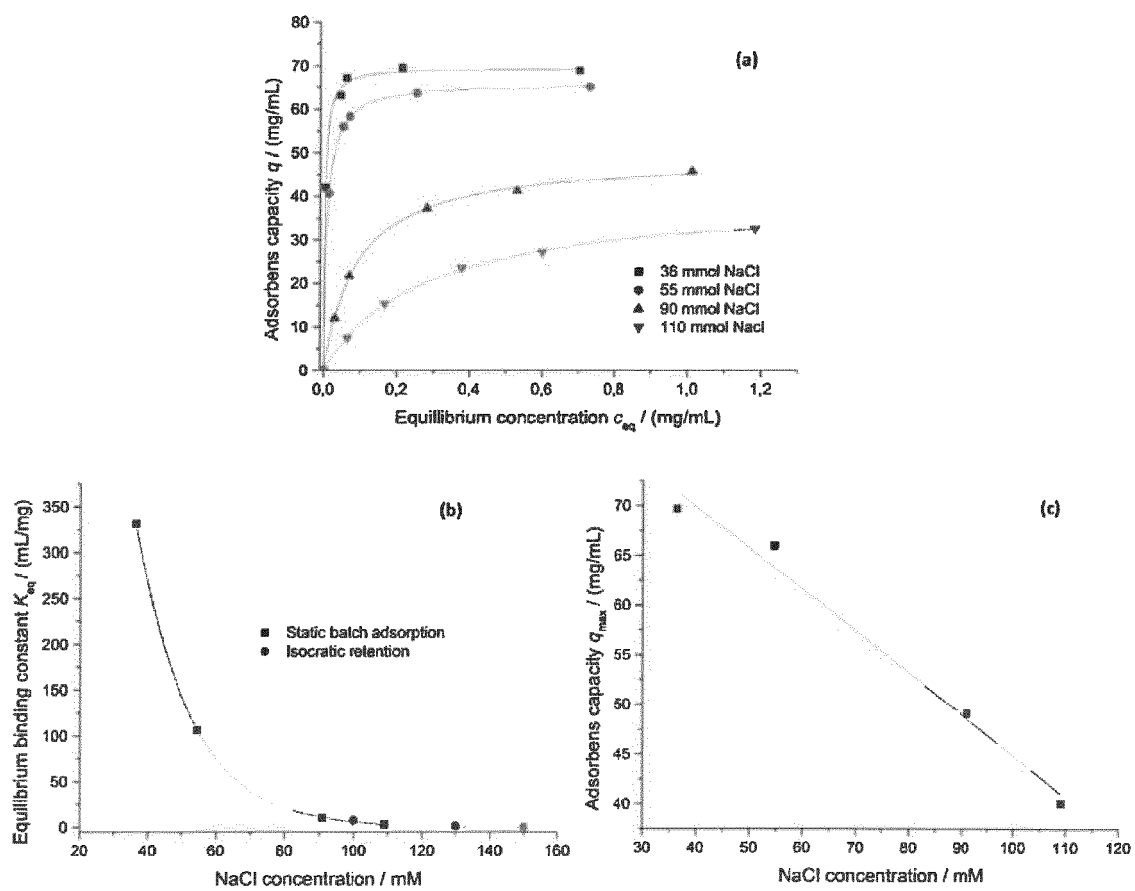 (a)
Adsorbens capacity q / (mg/mL)
80
70
60
50
40
30
20
10
0
36 mmol NaCl
55 mmol NaCl
90 mmol NaCl
110 mmol Nacl
0,0 0,2 0,4 0,6 0,8 1,0 1,2
Equillibrium concentration c_eq / (mg/mL)
(b)
Equilibrium binding constant K_eq / (mL/mg)
350
300
250
200
150
100
50
0
Static batch adsorption
Isocratic retention
20 40 60 80 100 120 140 160
NaCl concentration / mM
(c)
Adsorbens capacity q_max / (mg/mL)
70
65
60
55
50
45
40
30 40 50 60 70 80 90 100 110 120
NaCl concentration / mM